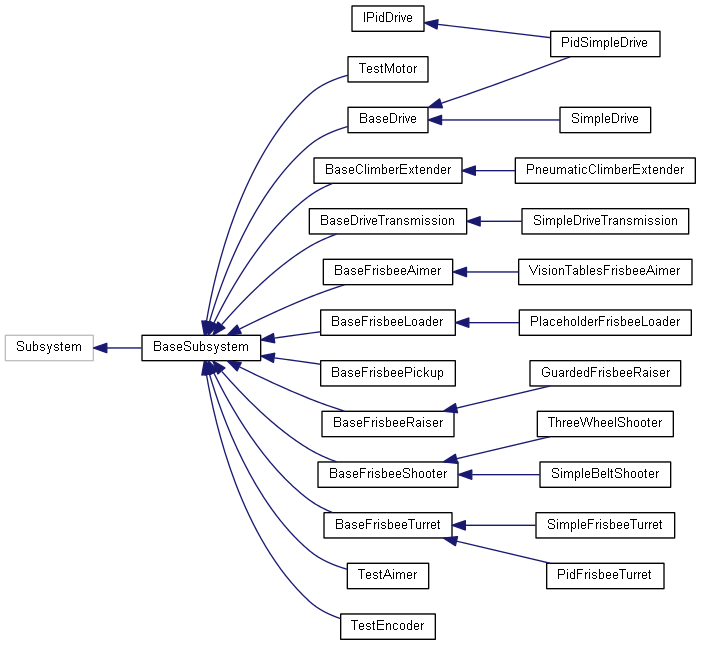 IPidDrive
PidSimpleDrive
TestMotor
BaseDrive
SimpleDrive
BaseClimberExtender
PneumaticClimberExtender
BaseDriveTransmission
SimpleDriveTransmission
BaseFrisbeeAimer
VisionTablesFrisbeeAimer
BaseFrisbeeLoader
PlaceholderFrisbeeLoader
Subsystem
BaseSubsystem
BaseFrisbeePickup
GuardedFrisbeeRaiser
BaseFrisbeeRaiser
ThreeWheelShooter
BaseFrisbeeShooter
SimpleBeltShooter
BaseFrisbeeTurret
SimpleFrisbeeTurret
TestAimer
PidFrisbeeTurret
TestEncoder